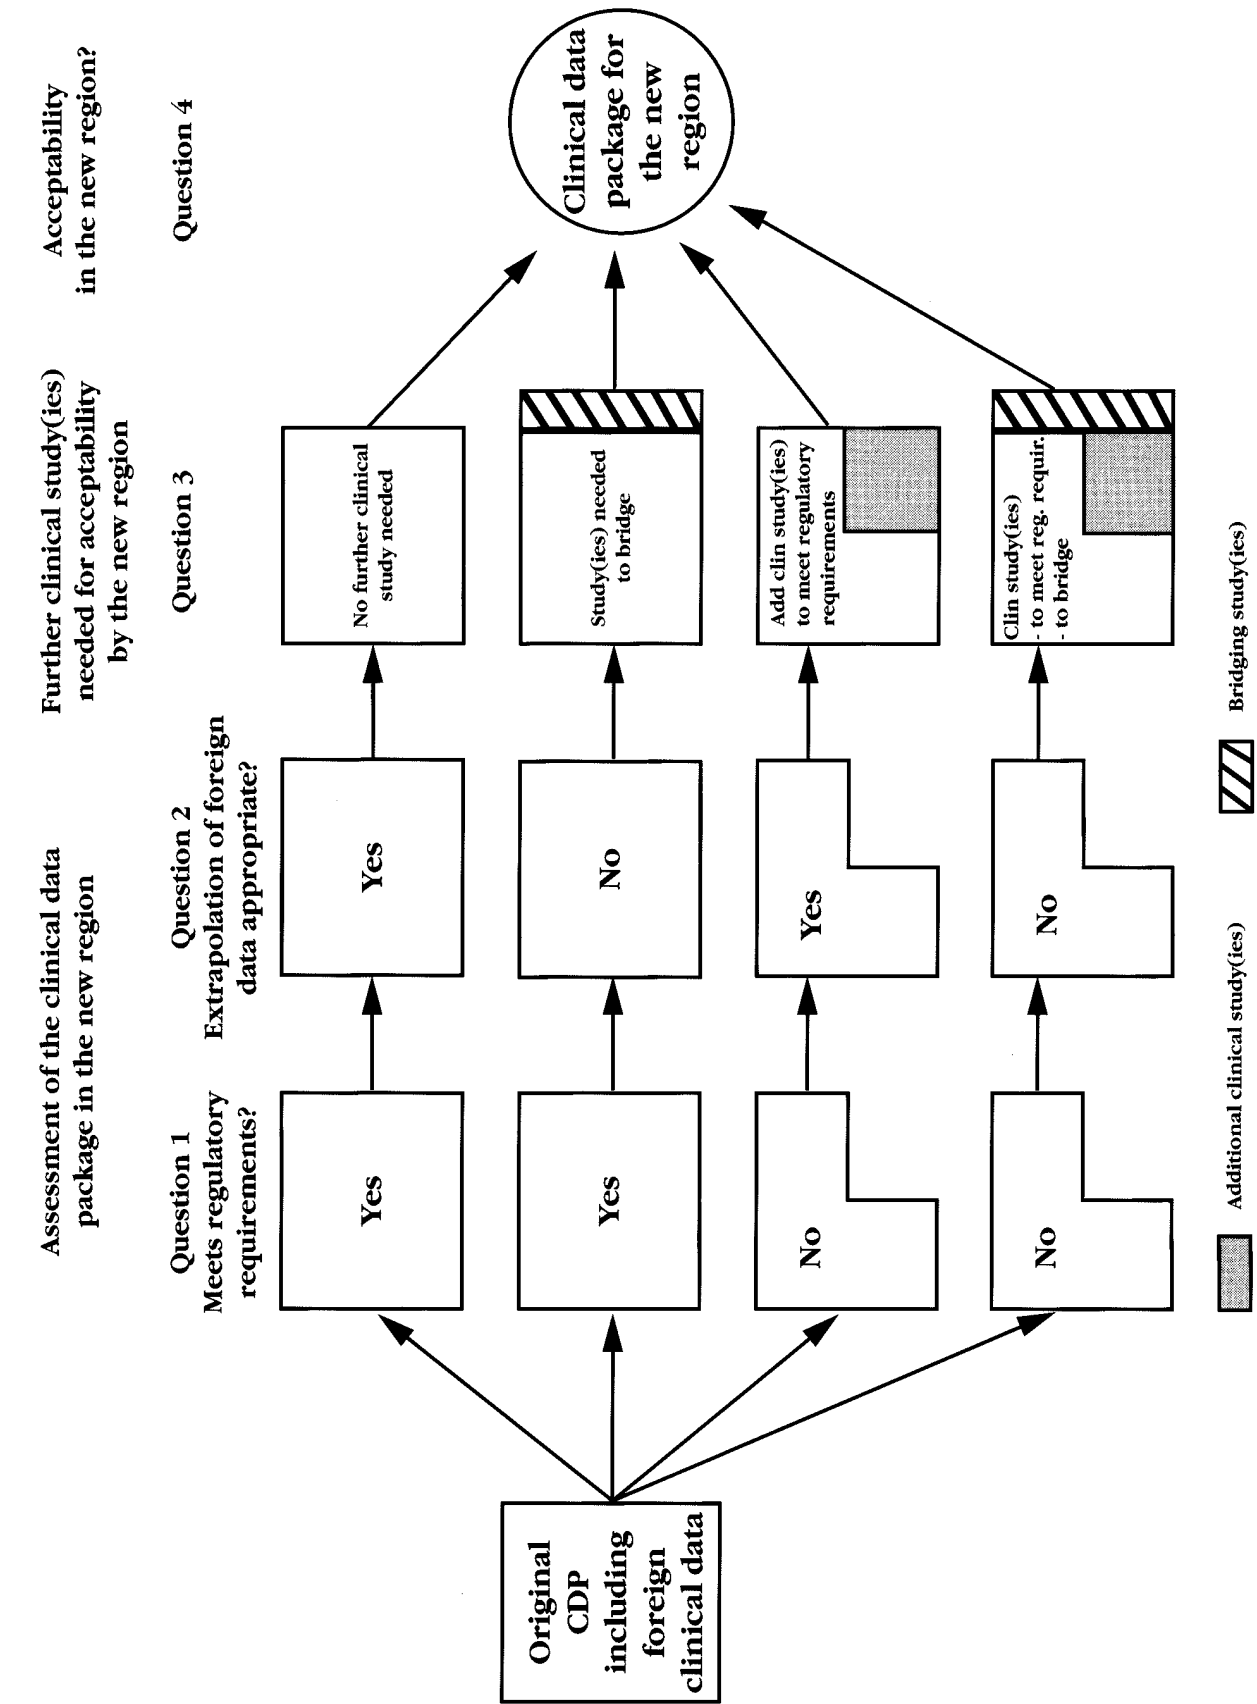 Assessment of the clinical data
package in the new region
Further clinical study(ies)
needed for acceptability
by the new region
Acceptability
in the new region?
Question 1
Meets regulatory
requirements?
Question 2
Extrapolation of foreign
data appropriate?
Question 3
Question 4
Original
CDP
including
foreign
clinical data
Yes
Yes
No further clinical
study needed
Yes
No
Study(ies) needed
to bridge
No
Yes
Add clin study(ies)
to meet regulatory
requirements
No
No
Clin study(ies)
- to meet reg. requir.
- to bridge
Clinical data
package for
the new
region
Additional clinical study(ies)
Bridging study(ies)